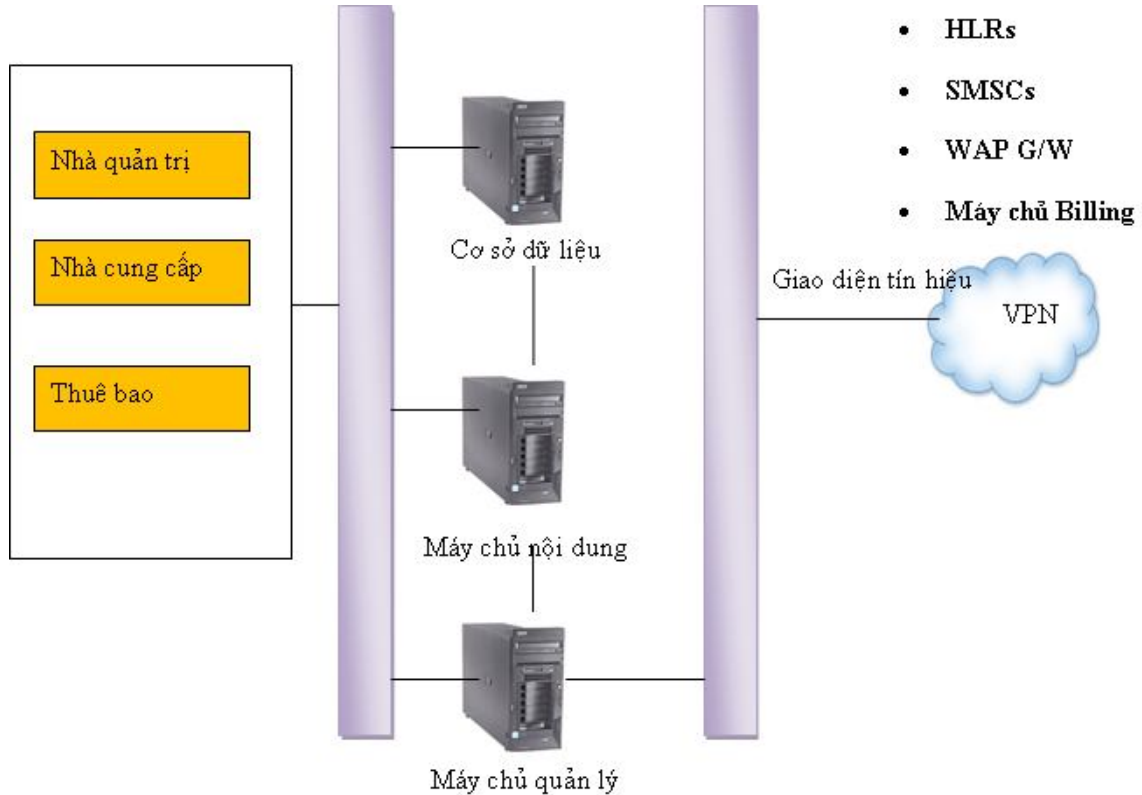 Nhà quản trị
Nhà cung cấp
Thuê bao
Cơ sở dữ liệu
Máy chủ nội dung
Máy chủ quản lý
• HLRs
• SMSCs
• WAP G/W
• Máy chủ Billing
Giao diện tín hiệu
VPN